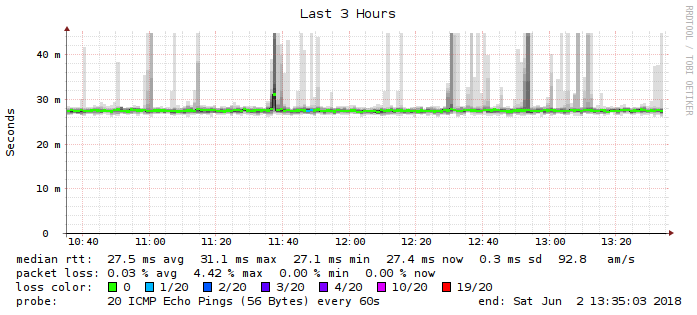 Last 3 Hours
RRDTOOL / TOBI OETIKER
Seconds
40 m
30 m
20 m
10 m
0
10:40 11:00 11:20 11:40 12:00 12:20 12:40 13:00 13:20
median rtt: 27.5 ms avg 31.1 ms max 27.1 ms min 27.4 ms now 0.3 ms sd 92.8 am/s
packet loss: 0.03 % avg 4.42 % max 0.00 % min 0.00 % now
loss color: 0 1/20 2/20 3/20 4/20 10/20 19/20
probe: 20 ICMP Echo Pings (56 Bytes) every 60s end: Sat Jun 2 13:35:03 2018